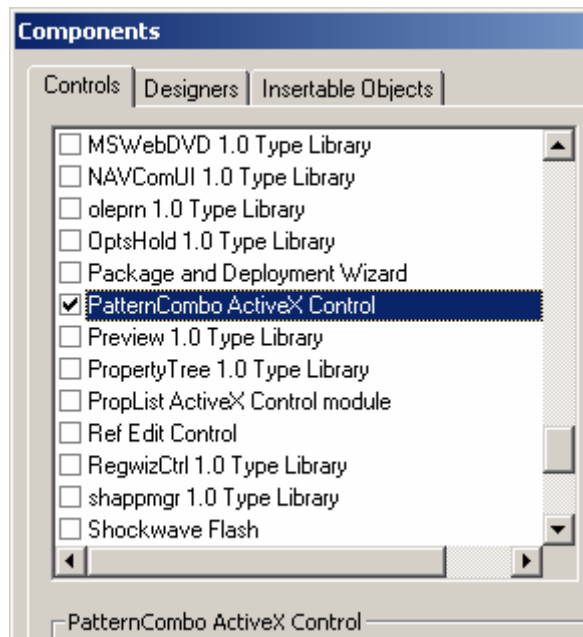 Components
Controls Designers Insertable Objects
MSWebDVD 1.0 Type Library
NAVComUI 1.0 Type Library
oleprn 1.0 Type Library
OptsHold 1.0 Type Library
Package and Deployment Wizard
PatternCombo ActiveX Control
Preview 1.0 Type Library
PropertyTree 1.0 Type Library
PropList ActiveX Control module
Ref Edit Control
RegwizCtrl 1.0 Type Library
shappmgr 1.0 Type Library
Shockwave Flash
PatternCombo ActiveX Control